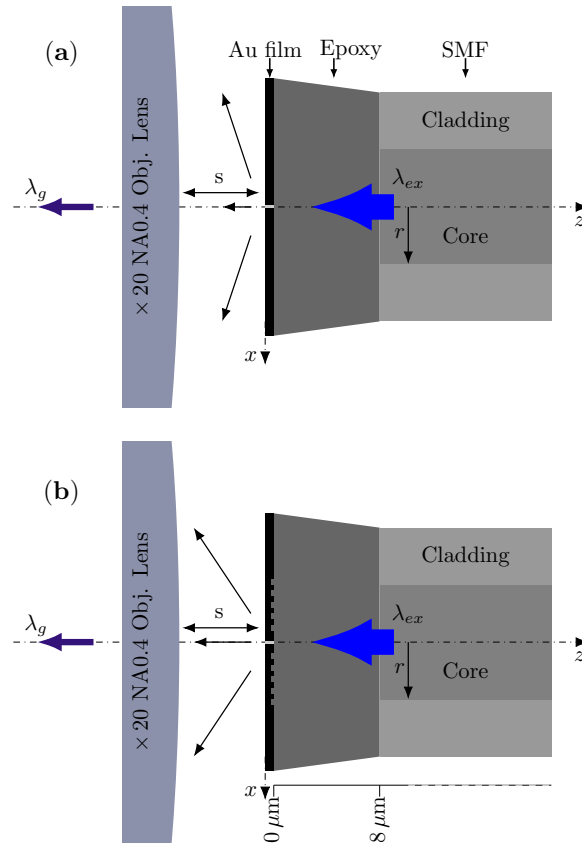 (a)
Au film
Epoxy
SMF
Cladding
× 20 NA0.4 Obj. Lens
s
λg
λex
z
r
Core
x
(b)
Cladding
× 20 NA0.4 Obj. Lens
s
λg
λex
z
r
Core
x
0 μm
8 μm